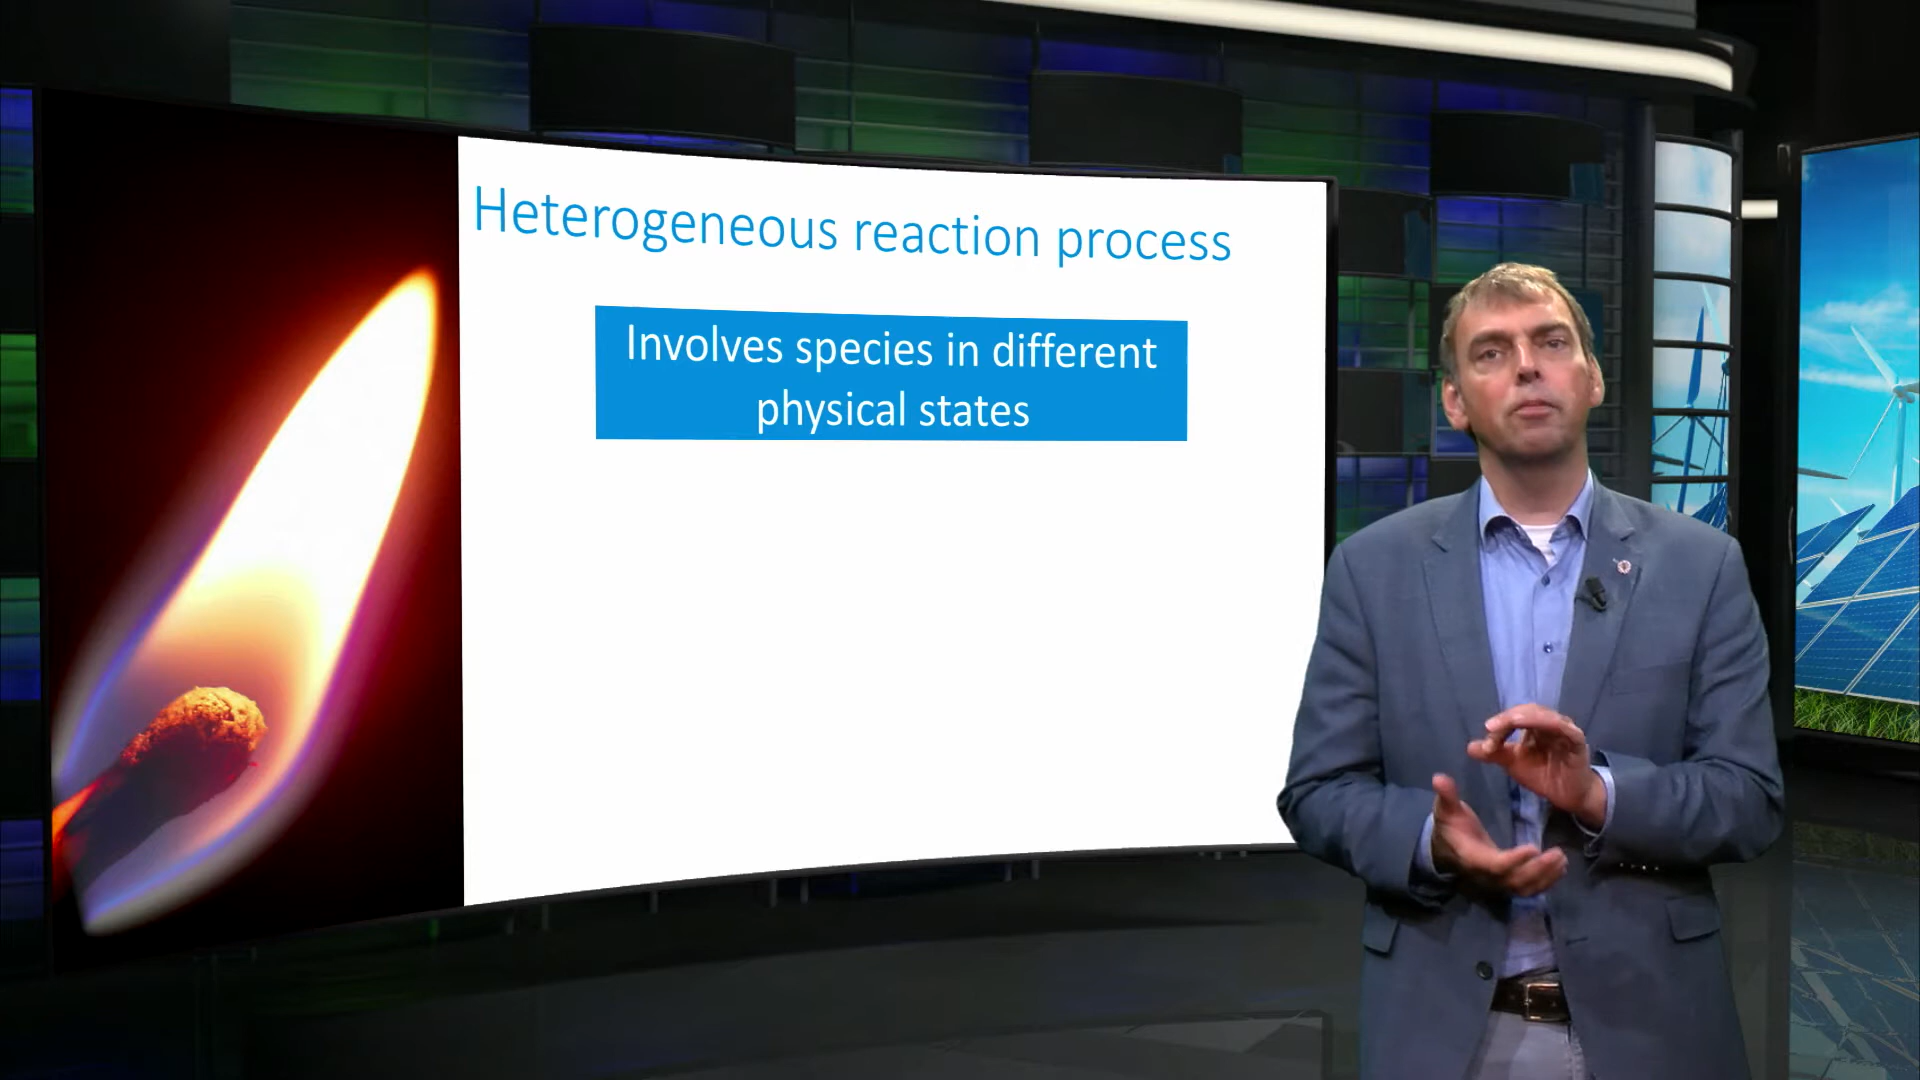 Heterogeneous reaction process
Involves species in different
physical states